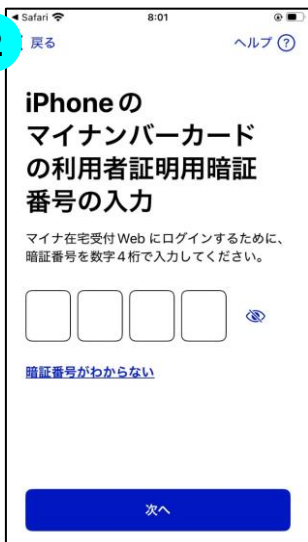 Safari 8:01
2
戻る ヘルプ ?
iPhoneの
マイナンバーカード
の利用者証明用暗証
番号の入力
マイナ在宅受付Web にログインするために、
暗証番号を数字4桁で入力してください。
暗証番号がわからない
次へ